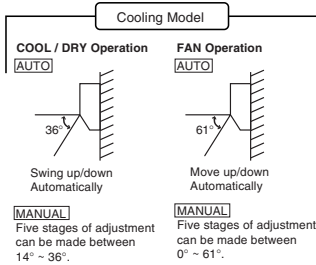 Cooling Model
COOL / DRY Operation
AUTO
36°
Swing up/down
Automatically
MANUAL
Five stages of adjustment
can be made between
14° ~ 36°.
FAN Operation
AUTO
61°
Move up/down
Automatically
MANUAL
Five stages of adjustment
can be made between
0° ~ 61°.